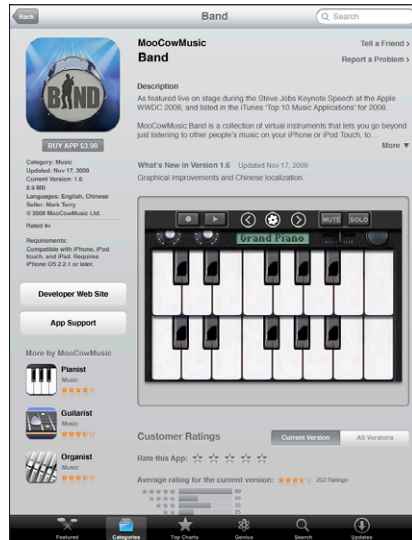 Back
Band
Search
BAND
BUY APP $3.99
Category: Music
Updated: Nov 17, 2009
Current Version: 1.6
8.9 MB
Languages: English, Chinese
Seller: Mark Terry
© 2008 MooCowMusic Ltd.
Rated 4+
Requirements:
Compatible with iPhone, iPod
touch, and iPad. Requires
iPhone OS 2.2.1 or later.
Developer Web Site
App Support
More by MooCowMusic
Pianist
Music
Guitarist
Music
Organist
Music
MooCowMusic
Band
Tell a Friend >
Report a Problem >
Description
As featured live on stage during the Steve Jobs Keynote Speech at the Apple
WWDC 2008, and listed in the iTunes 'Top 10 Music Applications' for 2008.
MooCowMusic Band is a collection of virtual instruments that lets you go beyond
just listening to other people's music on your iPhone or iPod Touch, to...
More ▼
What's New in Version 1.6 Updated Nov 17, 2009
Graphical improvements and Chinese localization.
MUTE SOLO
Grand Piano
Customer Ratings
Current Version
All Versions
Rate this App:
Average rating for the current version: 252 Ratings
Featured
Categories
Top Charts
Genius
Search
Updates